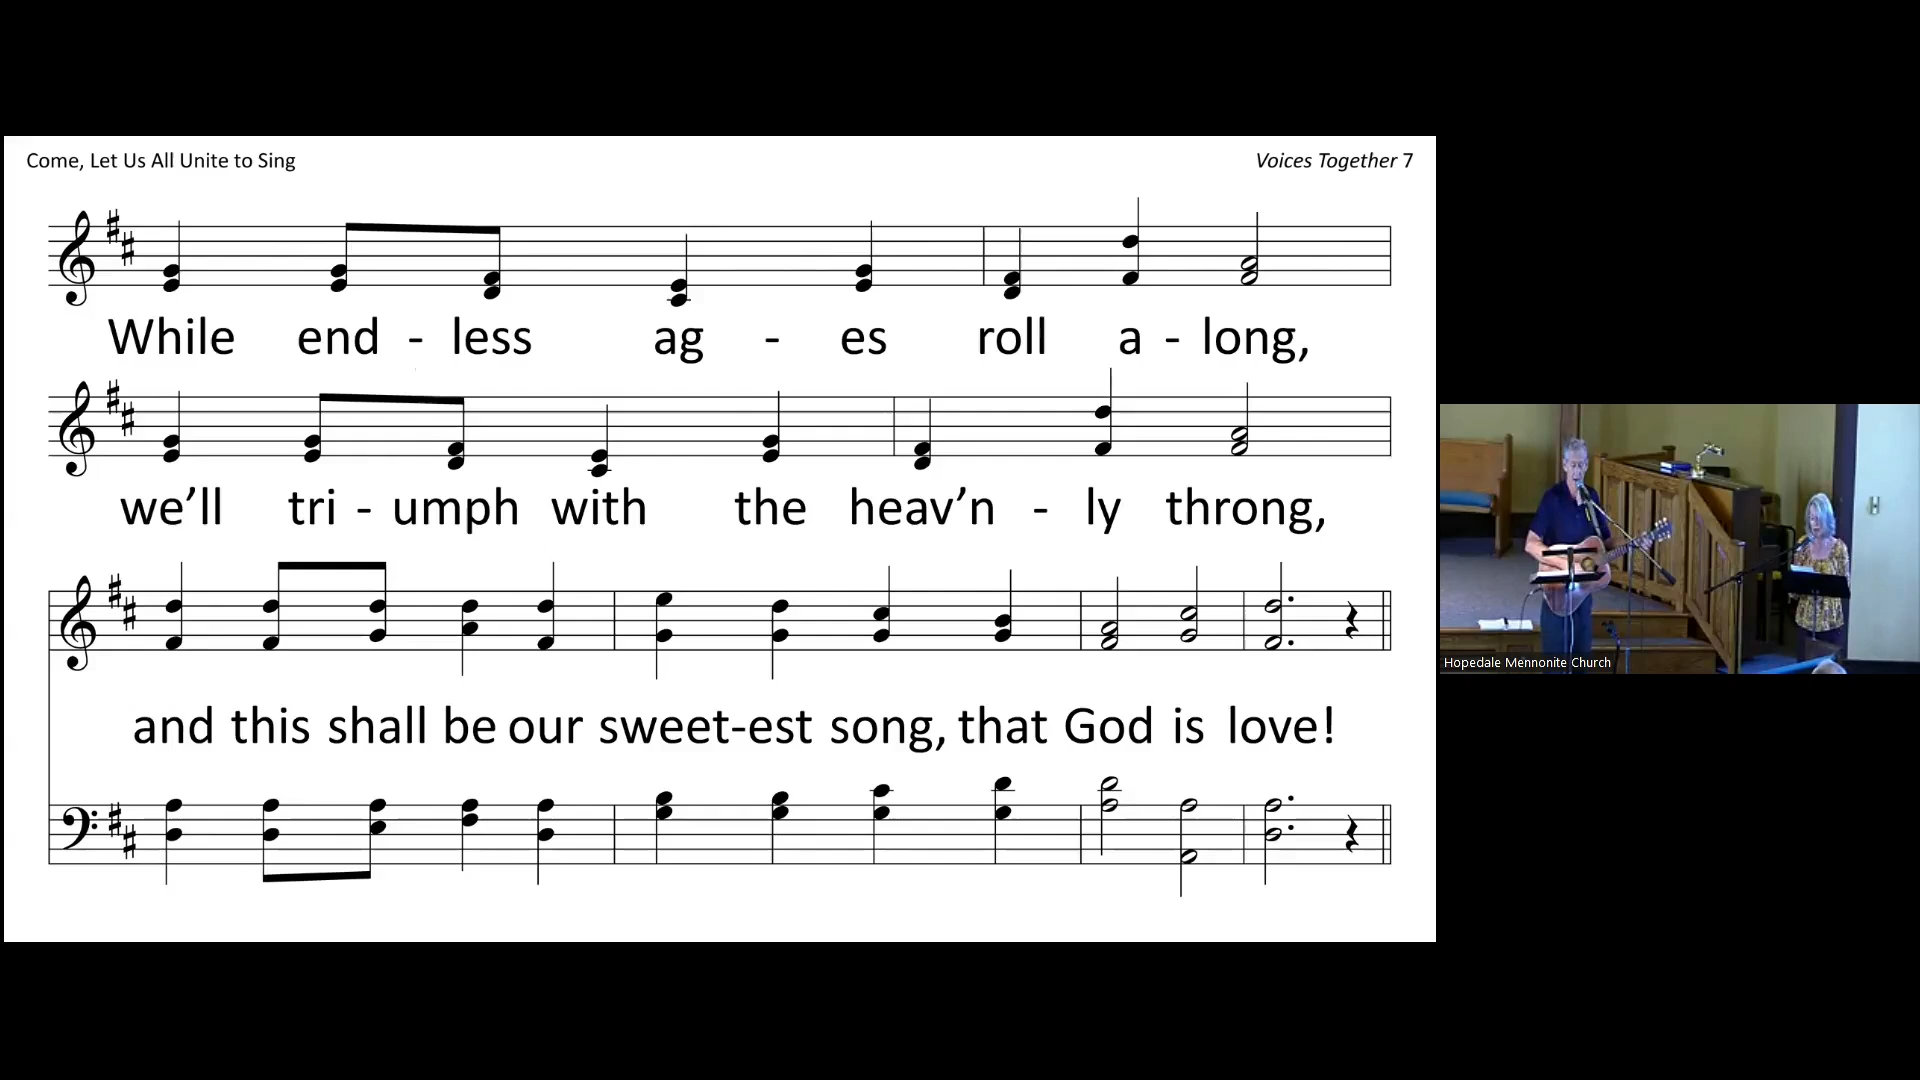 Come, Let Us All Unite to Sing
Voices Together 7
While end - less ag - es roll a - long,
we’ll tri - umph with the heav’n - ly throng,
and this shall be our sweet-est song, that God is love!
Hopedale Mennonite Church